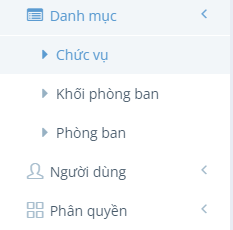 Danh mục
Chức vụ
Khối phòng ban
Phòng ban
Người dùng
Phân quyền